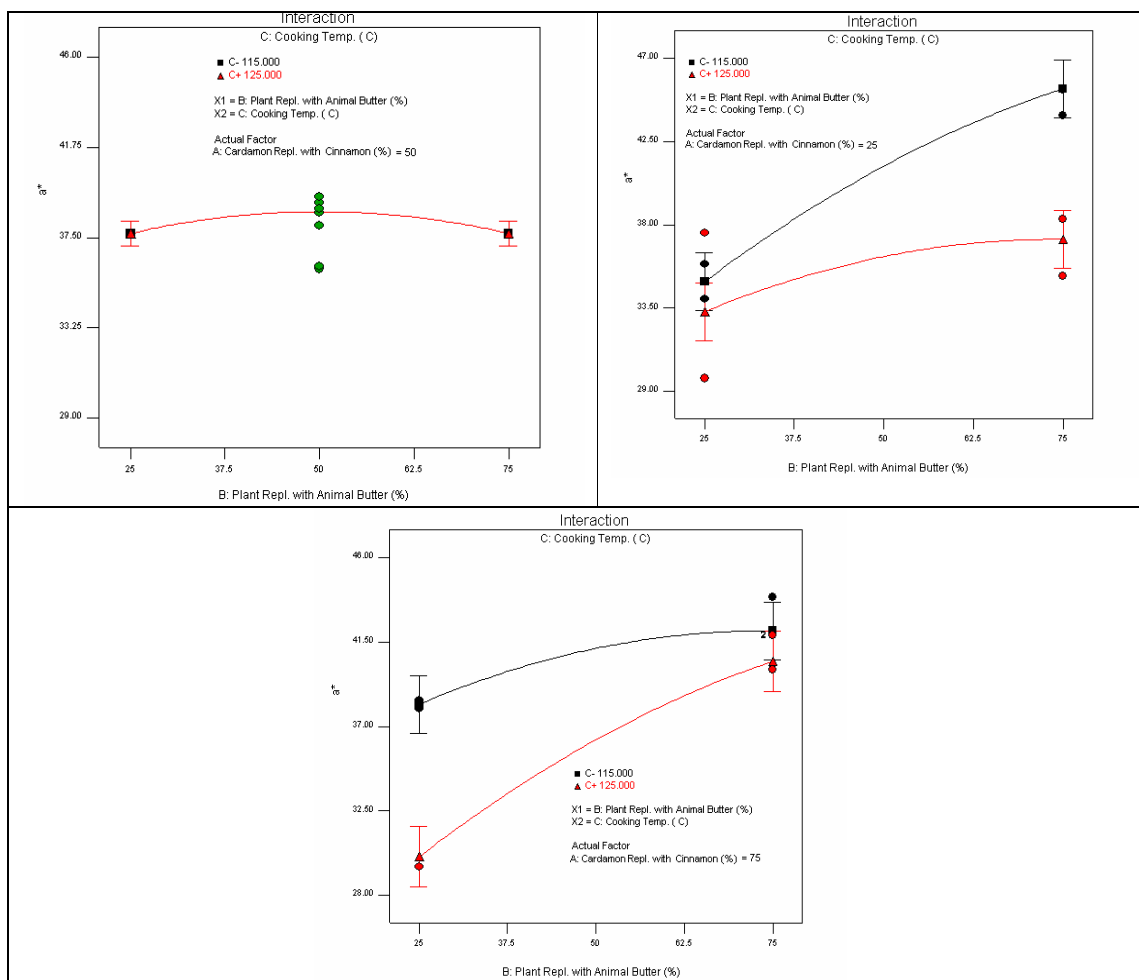 Interaction
C: Cooking Temp. ( C)
46.00
C- 115.000
C+ 125.000
X1 = B: Plant Repl. with Animal Butter (%)
X2 = C: Cooking Temp. ( C)
Actual Factor
A: Cardamon Repl. with Cinnamon (%) = 50
41.75
a*
37.50
33.25
29.00
25 37.5 50 62.5 75
B: Plant Repl. with Animal Butter (%)
Interaction
C: Cooking Temp. ( C)
47.00
C- 115.000
C+ 125.000
X1 = B: Plant Repl. with Animal Butter (%)
X2 = C: Cooking Temp. ( C)
Actual Factor
A: Cardamon Repl. with Cinnamon (%) = 25
42.50
a*
38.00
33.50
29.00
25 37.5 50 62.5 75
B: Plant Repl. with Animal Butter (%)
Interaction
C: Cooking Temp. ( C)
46.00
41.50
2
a*
37.00
C- 115.000
C+ 125.000
32.50
X1 = B: Plant Repl. with Animal Butter (%)
X2 = C: Cooking Temp. ( C)
Actual Factor
A: Cardamon Repl. with Cinnamon (%) = 75
28.00
25 37.5 50 62.5 75
B: Plant Repl. with Animal Butter (%)